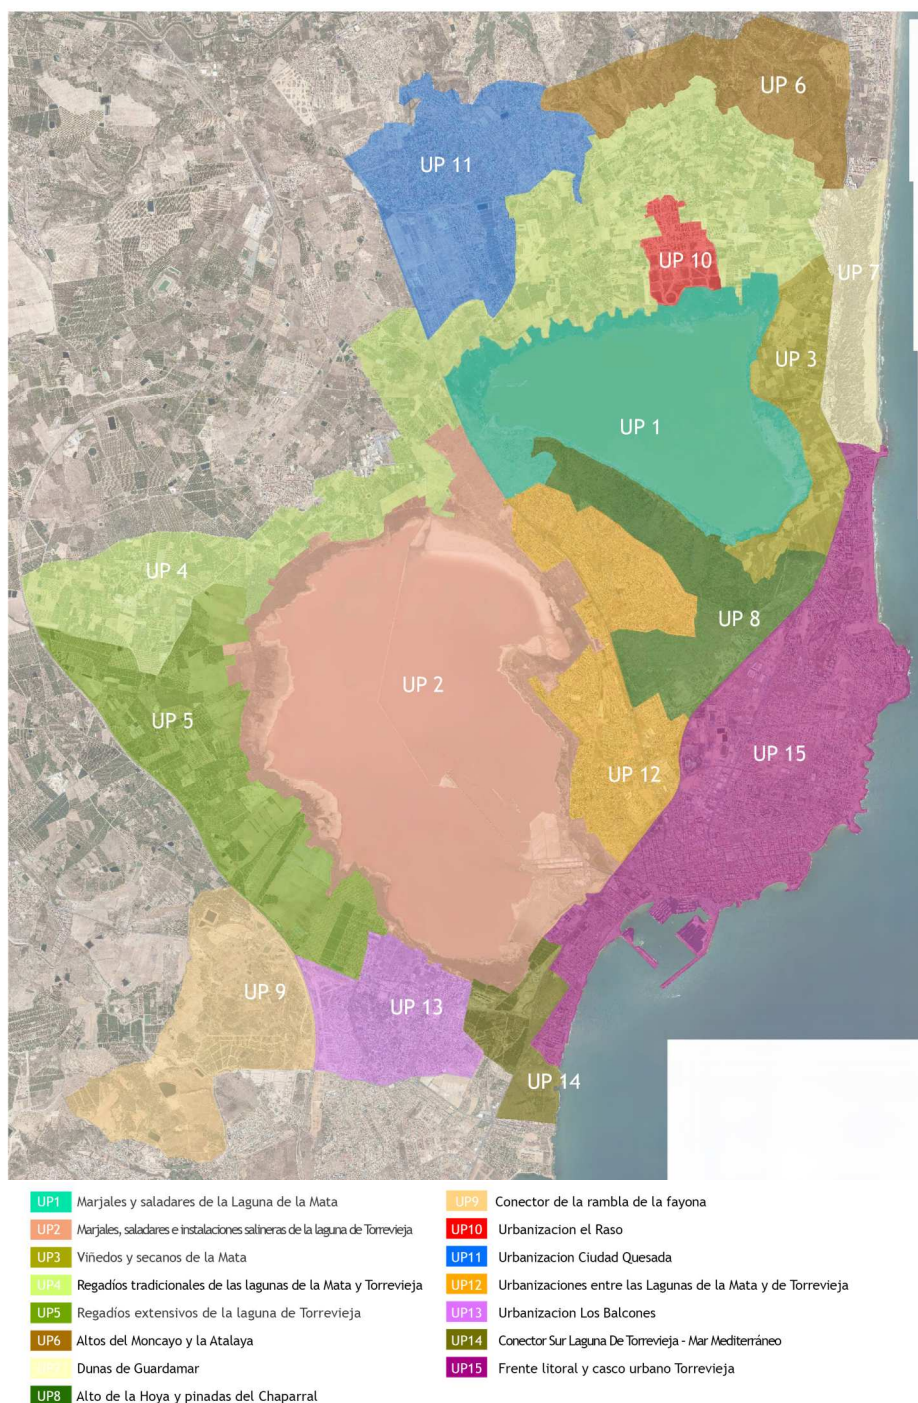 UP 6
UP 11
UP 10
UP 7
UP 3
UP 1
UP 4
UP 8
UP 2
UP 5
UP 15
UP 12
UP 9
UP 13
UP 14
UP1 Marjales y saladares de la Laguna de la Mata
UP2 Marjales, saladares e instalaciones salineras de la laguna de Torrevieja
UP3 Viñedos y secanos de la Mata
UP4 Regadíos tradicionales de las lagunas de la Mata y Torrevieja
UP5 Regadíos extensivos de la laguna de Torrevieja
UP6 Altos del Moncayo y la Atalaya
Dunas de Guardamar
UP8 Alto de la Hoya y pinadas del Chaparral
UP9 Conector de la rambla de la fayona
UP10 Urbanizacion el Raso
UP11 Urbanizacion Ciudad Quesada
UP12 Urbanizaciones entre las Lagunas de la Mata y de Torrevieja
UP13 Urbanizacion Los Balcones
UP14 Conector Sur Laguna De Torrevieja - Mar Mediterráneo
UP15 Frente litoral y casco urbano Torrevieja